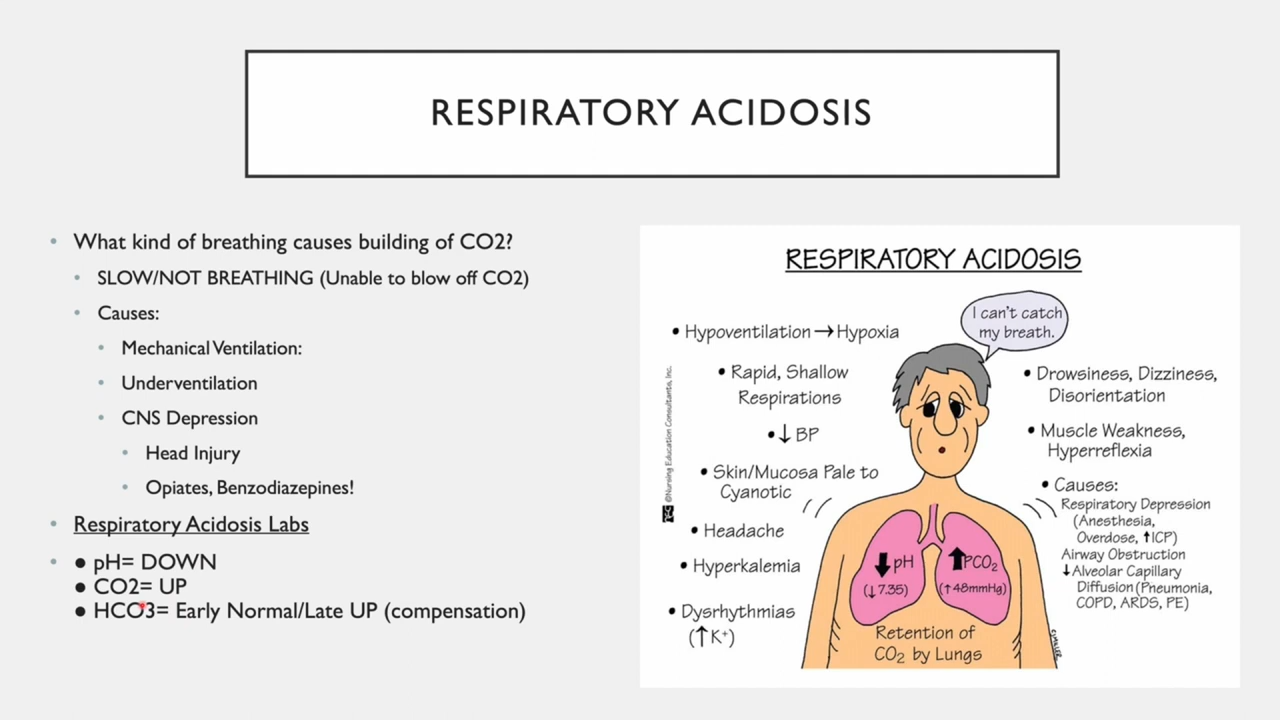 RESPIRATORY ACIDOSIS
• What kind of breathing causes building of CO2?
• SLOW/NOT BREATHING (Unable to blow off CO2)
• Causes:
• Mechanical Ventilation:
• Underventilation
• CNS Depression
• Head Injury
• Opiates, Benzodiazepines!
• Respiratory Acidosis Labs
• ● pH= DOWN
● CO2= UP
● HCO3= Early Normal/Late UP (compensation)
RESPIRATORY ACIDOSIS
I can't catch
my breath.
• Hypoventilation → Hypoxia
• Rapid, Shallow
Respirations
• ↓ BP
• Skin/Mucosa Pale to
Cyanotic
• Headache
• Hyperkalemia
• Dysrhythmias
(↑K⁺)
©Nursing Education Consultants, Inc.
• Drowsiness, Dizziness,
Disorientation
• Muscle Weakness,
Hyperreflexia
• Causes:
Respiratory Depression
(Anesthesia,
Overdose, ↑ICP)
Airway Obstruction
↓Alveolar Capillary
Diffusion (Pneumonia,
COPD, ARDS, PE)
↓pH
(↓7.35)
↑PCO₂
(↑48mmHg)
Retention of
CO₂ by Lungs